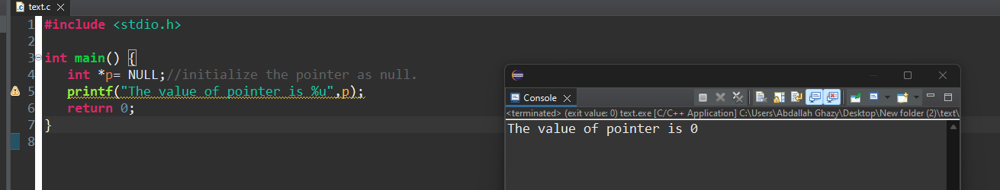 text.c
1 #include <stdio.h>
2
3 int main() {
4 int *p= NULL;//initialize the pointer as null.
5 printf("The value of pointer is %u",p);
6 return 0;
7 }
8
Console
<terminated> (exit value: 0) text.exe [C/C++ Application] C:\Users\Abdallah Ghazy\Desktop\New folder (2)\text\
The value of pointer is 0